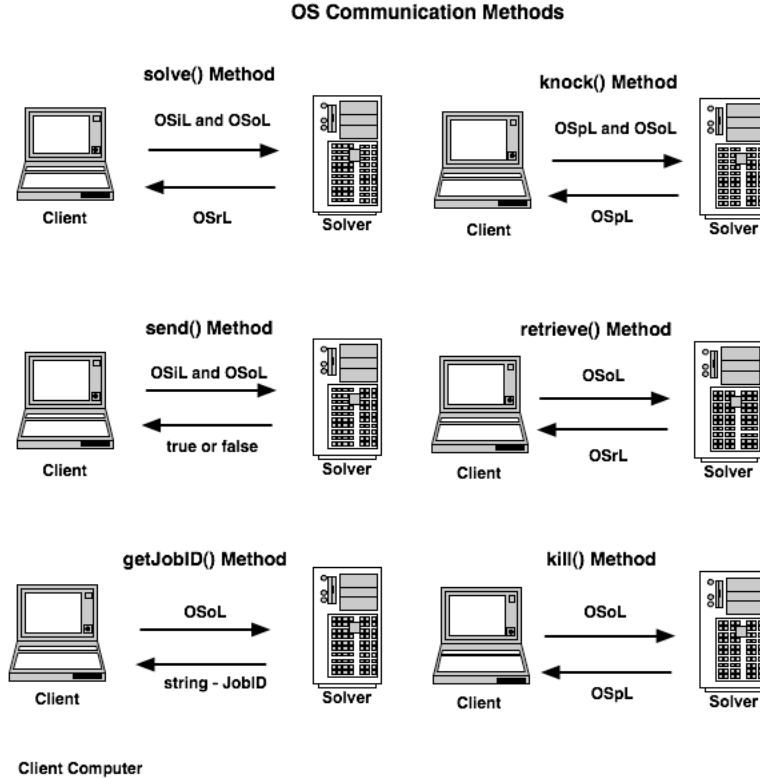 OS Communication Methods
solve() Method
OSiL and OSoL
OSrL
Client
Solver
knock() Method
OSpL and OSoL
OSpL
Client
Solver
send() Method
OSiL and OSoL
true or false
Client
Solver
retrieve() Method
OSoL
OSrL
Client
Solver
getJobID() Method
OSoL
string - JobID
Client
Solver
kill() Method
OSoL
OSpL
Client
Solver
Client Computer